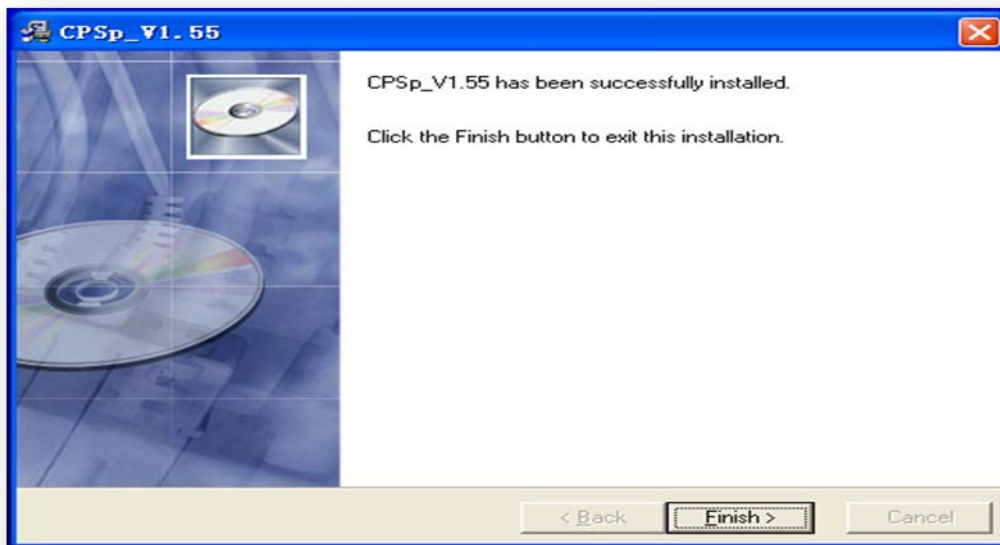 CPSp_V1.55
CPSp_V1.55 has been successfully installed.
Click the Finish button to exit this installation.
< Back Finish > Cancel